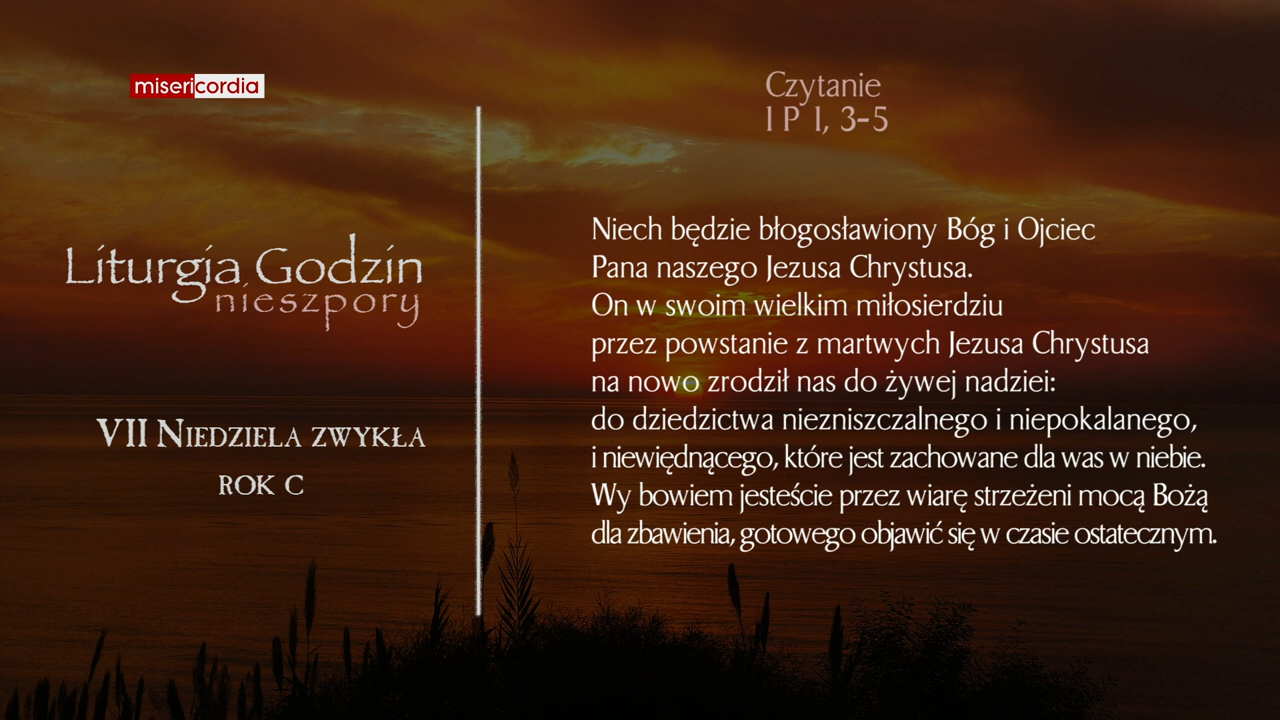 misericordia
Liturgia Godzin
nieszpory
VII Niedziela zwykła
rok C
Czytanie
1 P 1, 3-5
Niech będzie błogosławiony Bóg i Ojciec
Pana naszego Jezusa Chrystusa.
On w swoim wielkim miłosierdziu
przez powstanie z martwych Jezusa Chrystusa
na nowo zrodził nas do żywej nadziei:
do dziedzictwa niezniszczalnego i niepokalanego,
i niewiędnącego, które jest zachowane dla was w niebie.
Wy bowiem jesteście przez wiarę strzeżeni mocą Bożą
dla zbawienia, gotowego objawić się w czasie ostatecznym.